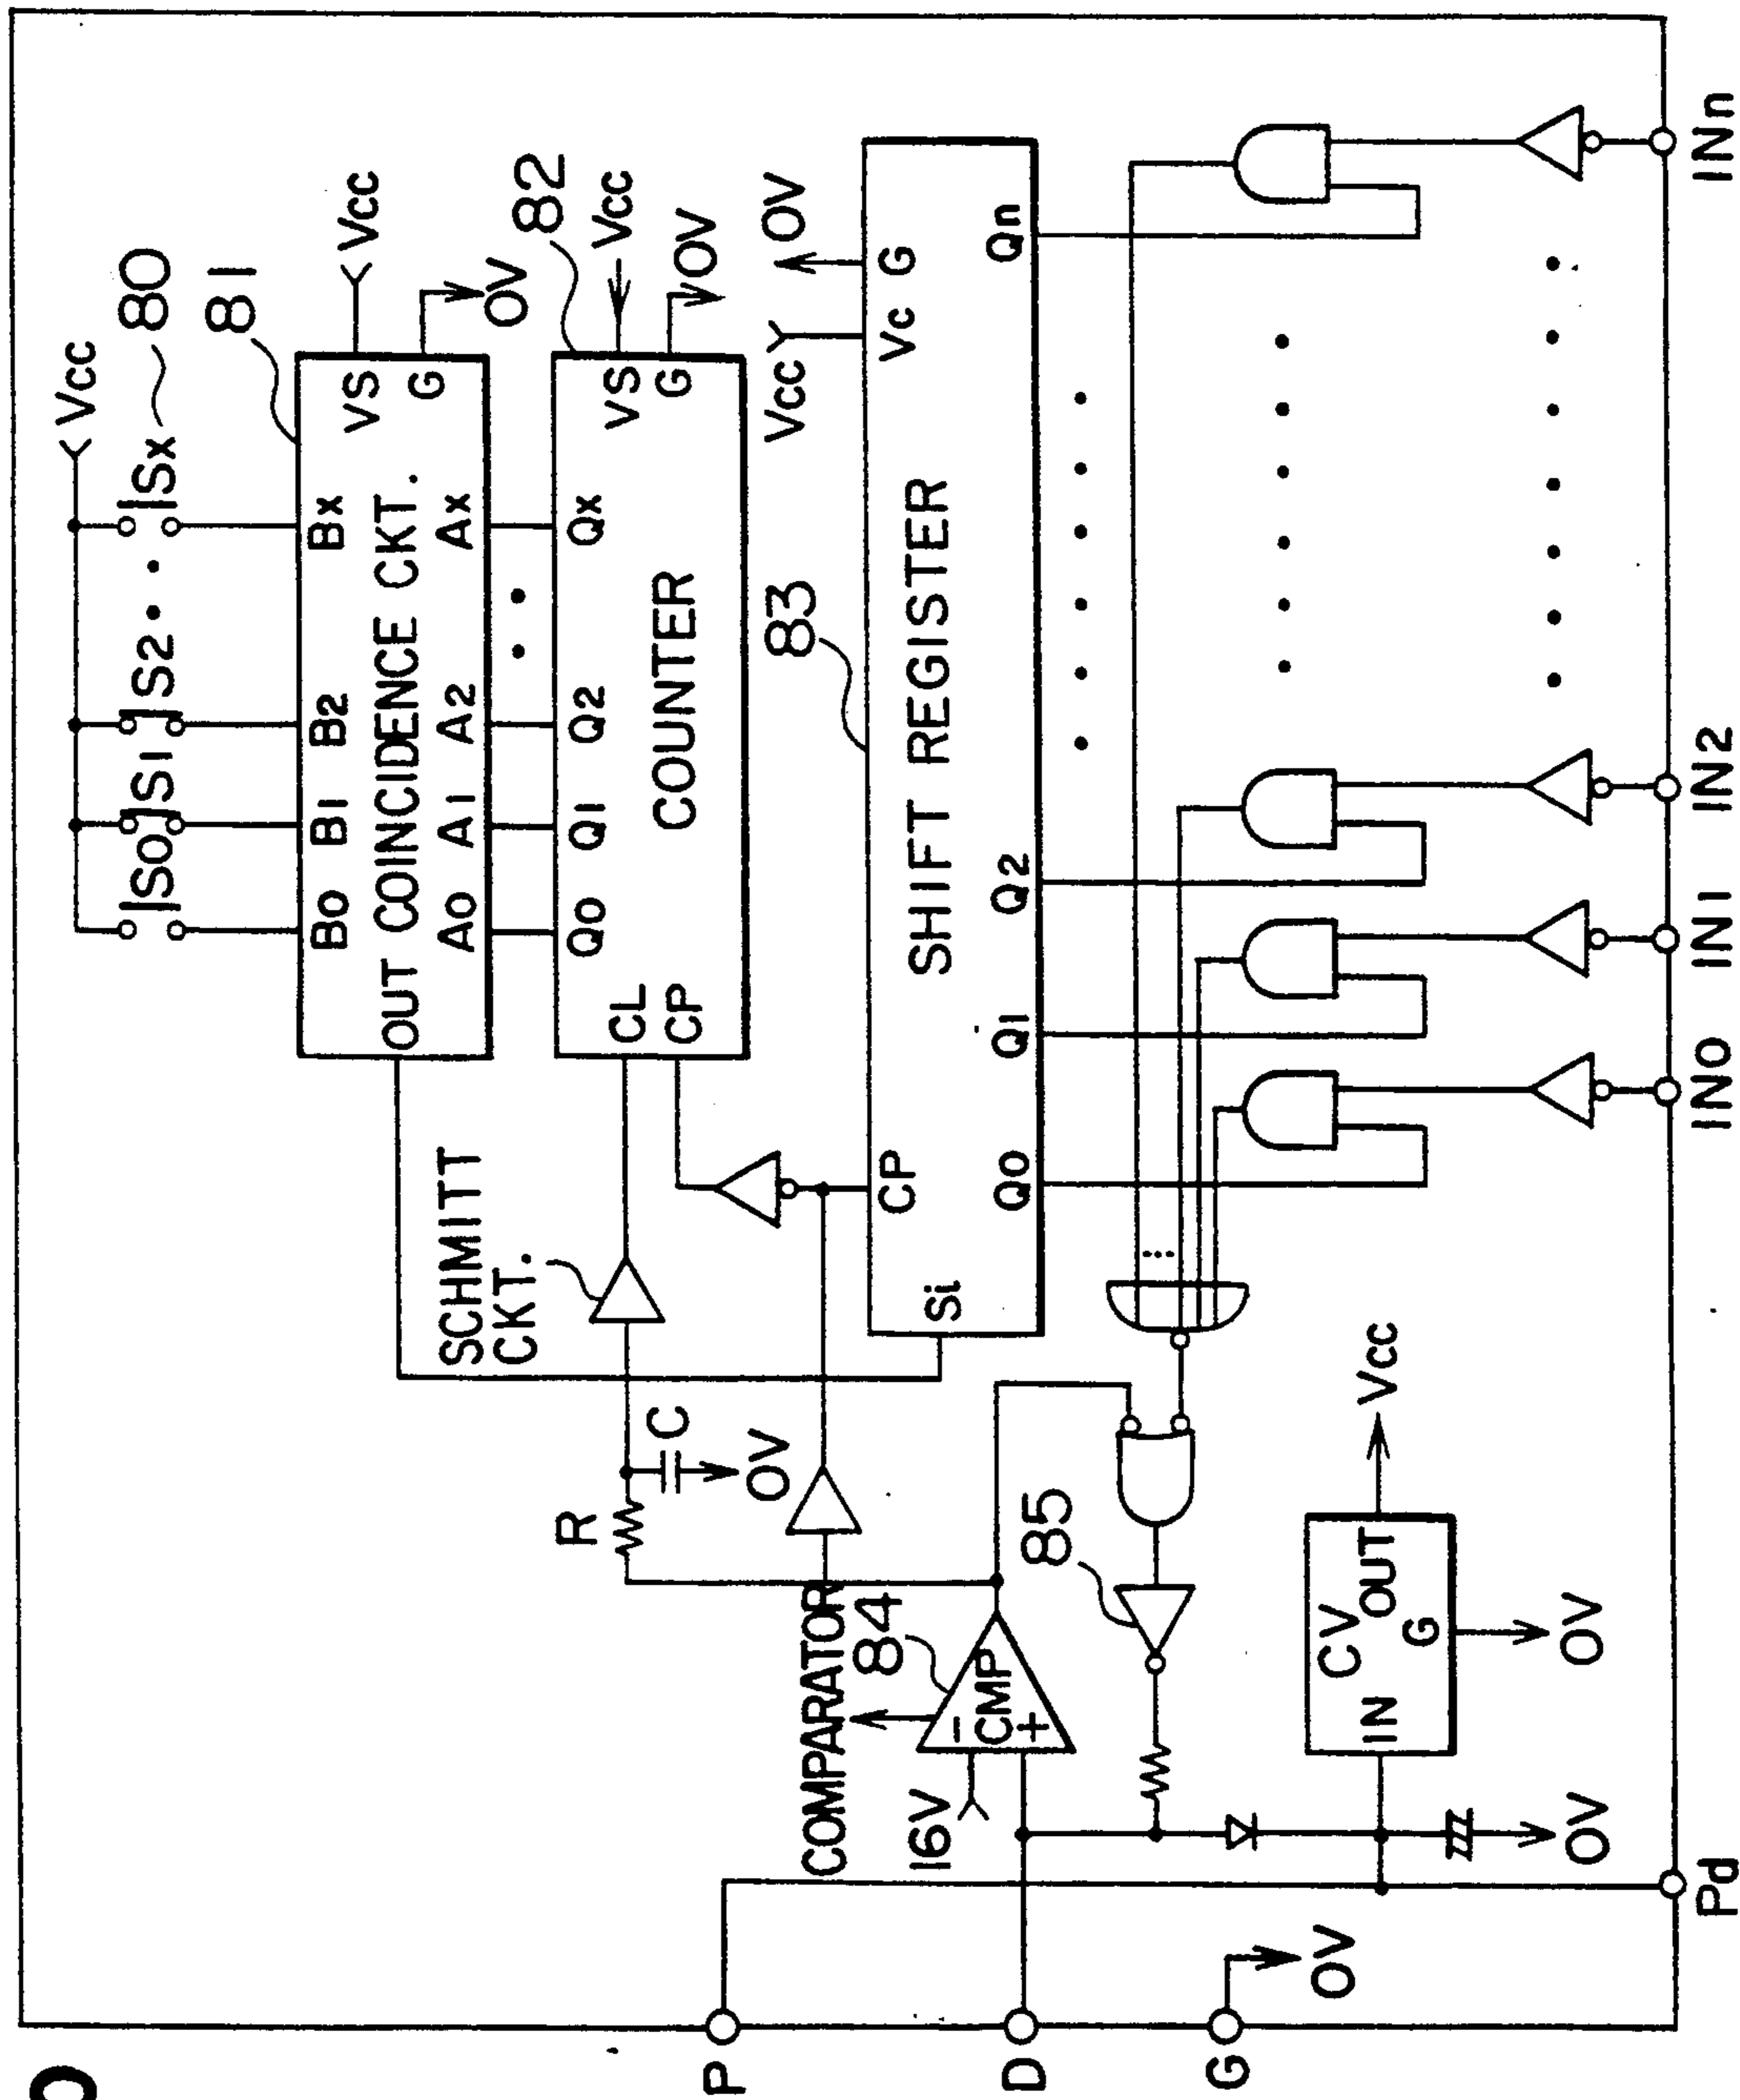 0
Vcc
S0
S1
S2
Sx
80
81
B0
B1
B2
Bx
VS
Vcc
OUT COINCIDENCE CKT.
G
0V
A0
A1
A2
Ax
82
Q0
Q1
Q2
Qx
CL
CP
COUNTER
VS
Vcc
G
0V
SCHMITT
CKT.
R
C
0V
83
Vcc
0V
CP
Vc
G
Si
SHIFT REGISTER
Q0
Q1
Q2
Qn
COMPARATOR
84
16V
-
CMP
+
85
CV
IN
OUT
G
Vcc
0V
0V
0V
P
D
G
Pd
IN0
IN1
IN2
INn